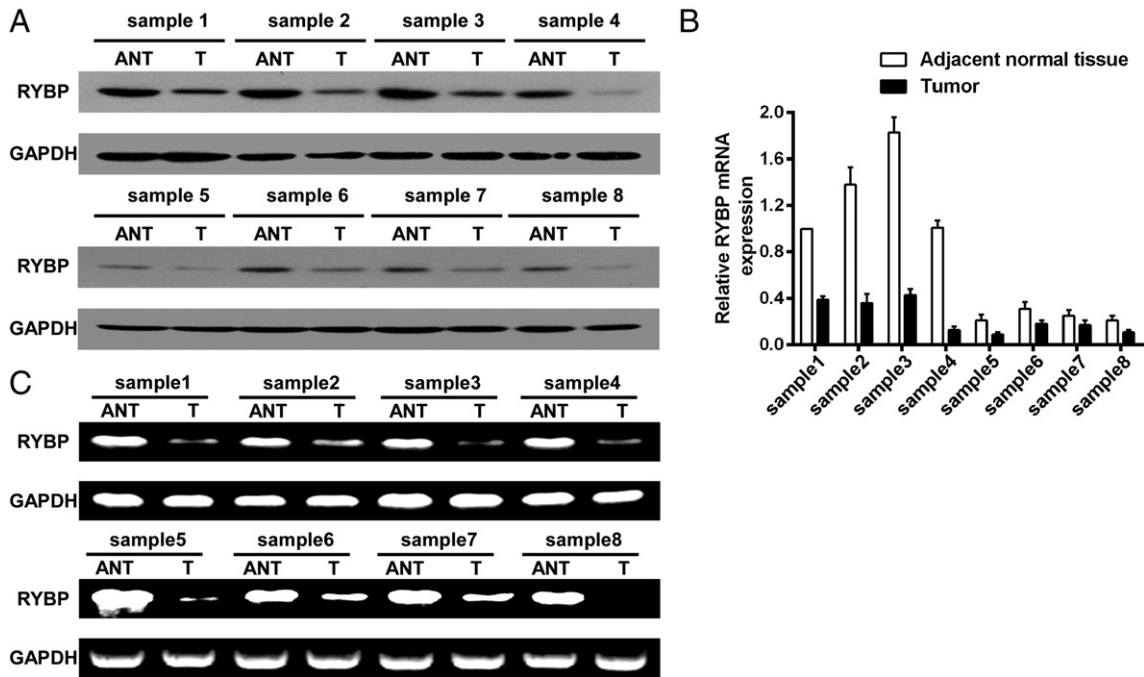 A
sample 1 sample 2 sample 3 sample 4
ANT T ANT T ANT T ANT T
RYBP
GAPDH
sample 5 sample 6 sample 7 sample 8
ANT T ANT T ANT T ANT T
RYBP
GAPDH
B
Adjacent normal tissue
Tumor
Relative RYBP mRNA
expression
2.0
1.6
1.2
0.8
0.4
0.0
sample1 sample2 sample3 sample4 sample5 sample6 sample7 sample8
C
sample1 sample2 sample3 sample4
ANT T ANT T ANT T ANT T
RYBP
GAPDH
sample5 sample6 sample7 sample8
ANT T ANT T ANT T ANT T
RYBP
GAPDH